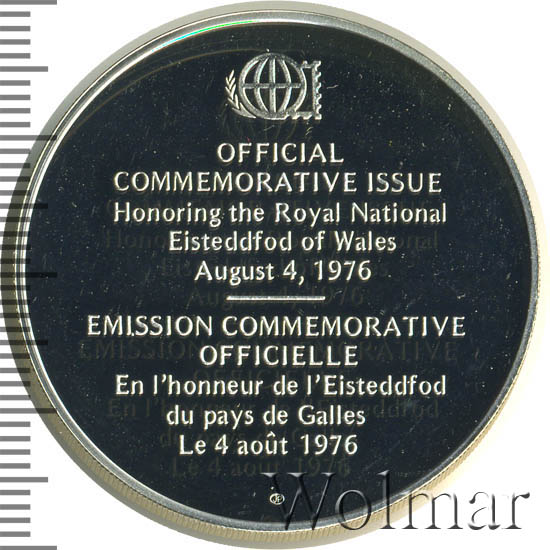 OFFICIAL
COMMEMORATIVE ISSUE
Honoring the Royal National
Eisteddfod of Wales
August 4, 1976
EMISSION COMMEMORATIVE
OFFICIELLE
En l'honneur de l'Eisteddfod
du pays de Galles
Le 4 août 1976
Wolmar